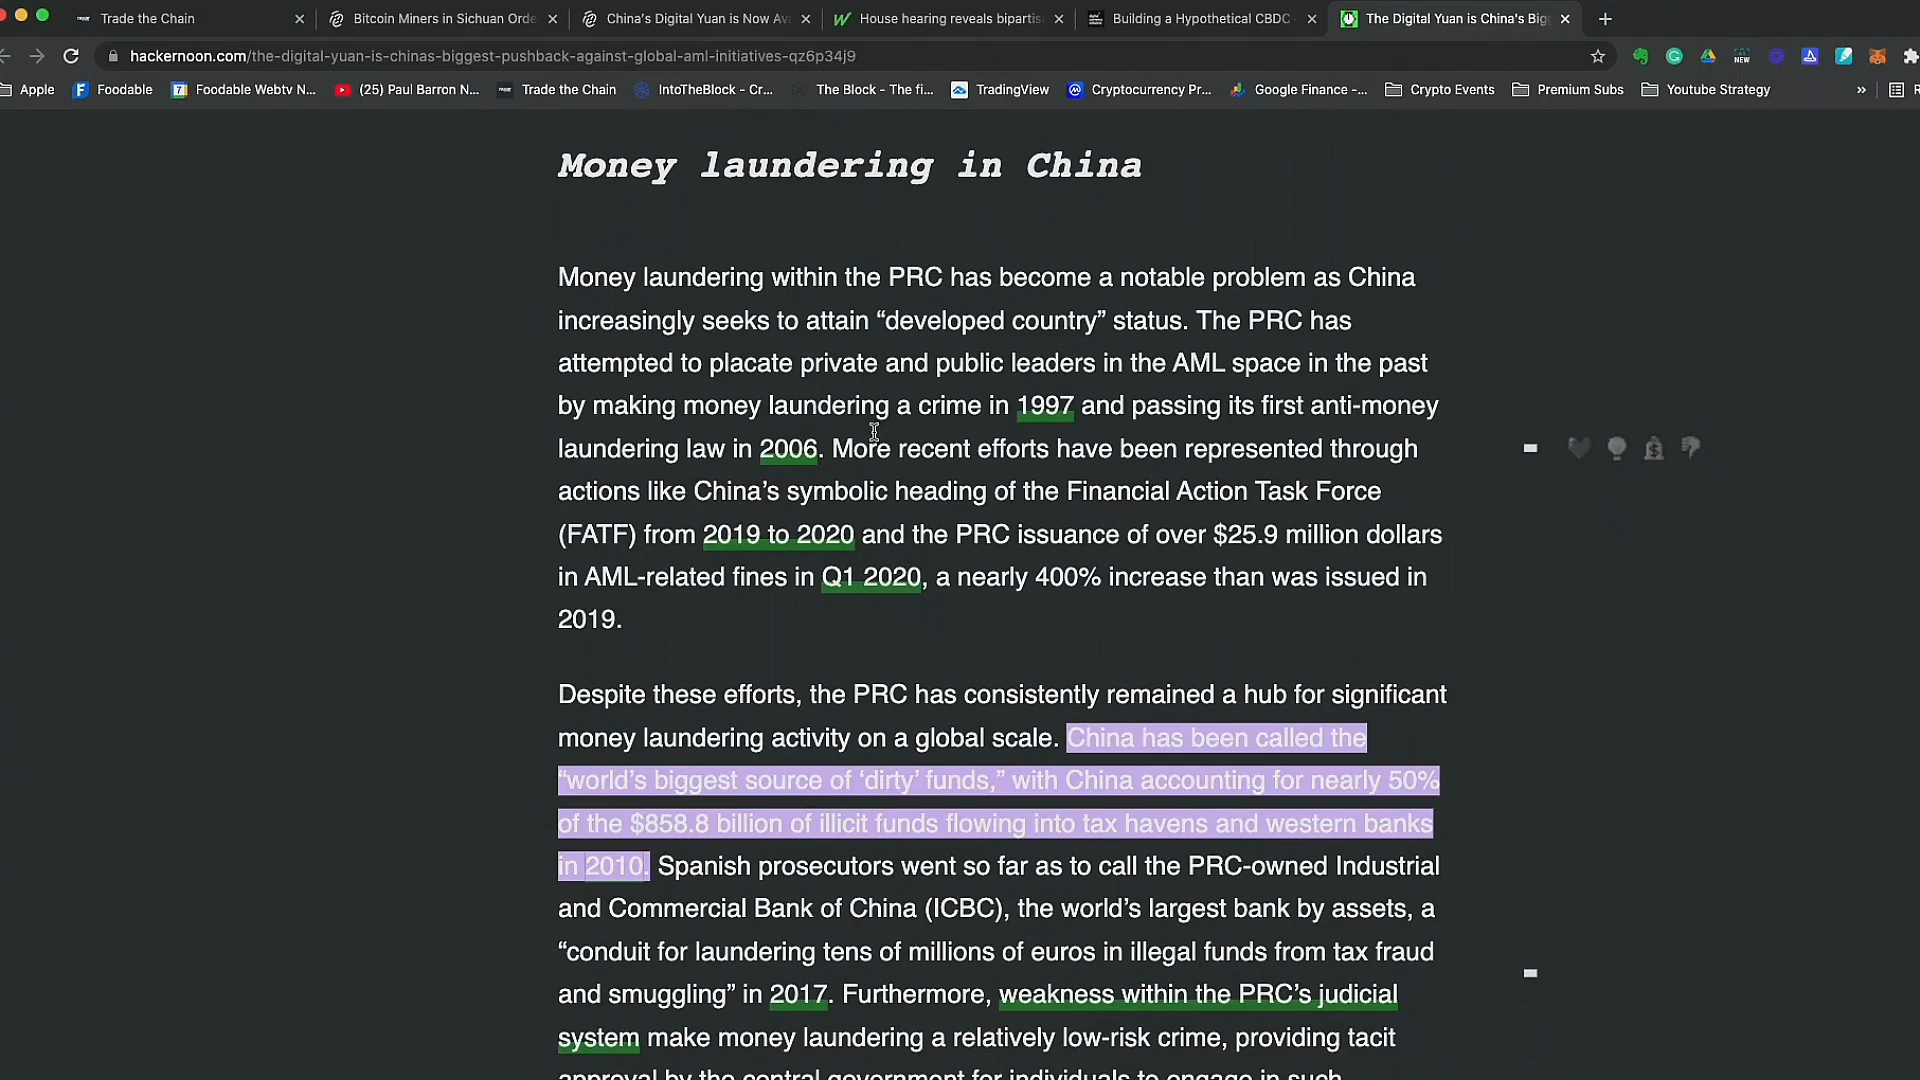 Trade the Chain
Bitcoin Miners in Sichuan Orde
China's Digital Yuan is Now Av
House hearing reveals bipartis
Building a Hypothetical CBDC
The Digital Yuan is China's Big
hackernoon.com/the-digital-yuan-is-chinas-biggest-pushback-against-global-aml-initiatives-qz6p34j9
NEW
Apple
Foodable
Foodable Webtv N...
(25) Paul Barron N...
Trade the Chain
IntoTheBlock - Cr...
The Block - The fi...
TradingView
Cryptocurrency Pr...
Google Finance -...
Crypto Events
Premium Subs
Youtube Strategy
»
Money laundering in China
Money laundering within the PRC has become a notable problem as China
increasingly seeks to attain “developed country” status. The PRC has
attempted to placate private and public leaders in the AML space in the past
by making money laundering a crime in 1997 and passing its first anti-money
laundering law in 2006. More recent efforts have been represented through
actions like China’s symbolic heading of the Financial Action Task Force
(FATF) from 2019 to 2020 and the PRC issuance of over $25.9 million dollars
in AML-related fines in Q1 2020, a nearly 400% increase than was issued in
2019.
Despite these efforts, the PRC has consistently remained a hub for significant
money laundering activity on a global scale. China has been called the
“world’s biggest source of ‘dirty’ funds,” with China accounting for nearly 50%
of the $858.8 billion of illicit funds flowing into tax havens and western banks
in 2010. Spanish prosecutors went so far as to call the PRC-owned Industrial
and Commercial Bank of China (ICBC), the world’s largest bank by assets, a
“conduit for laundering tens of millions of euros in illegal funds from tax fraud
and smuggling” in 2017. Furthermore, weakness within the PRC’s judicial
system make money laundering a relatively low-risk crime, providing tacit
approval by the central government for individuals to engage in such